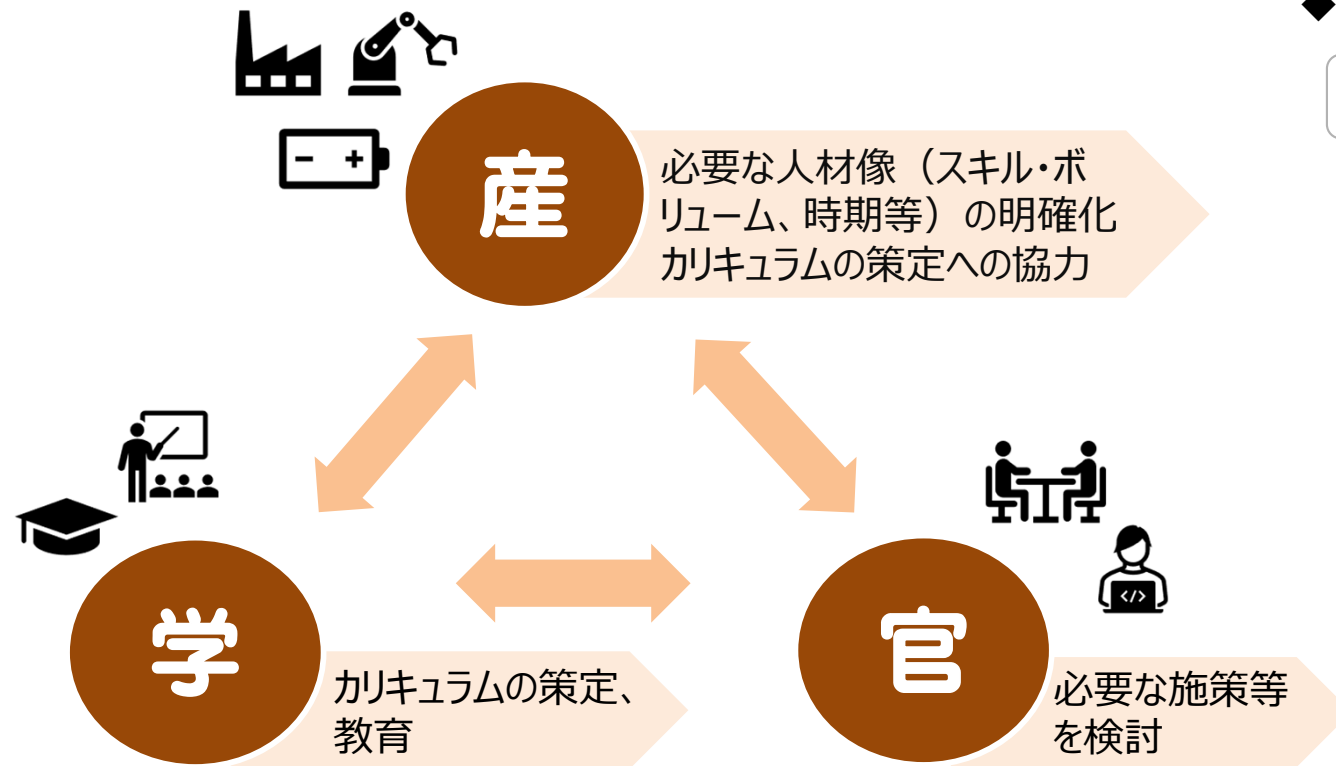 産
必要な人材像（スキル・ボ
リューム、時期等）の明確化
カリキュラムの策定への協力
学
カリキュラムの策定、
教育
官
必要な施策等
を検討